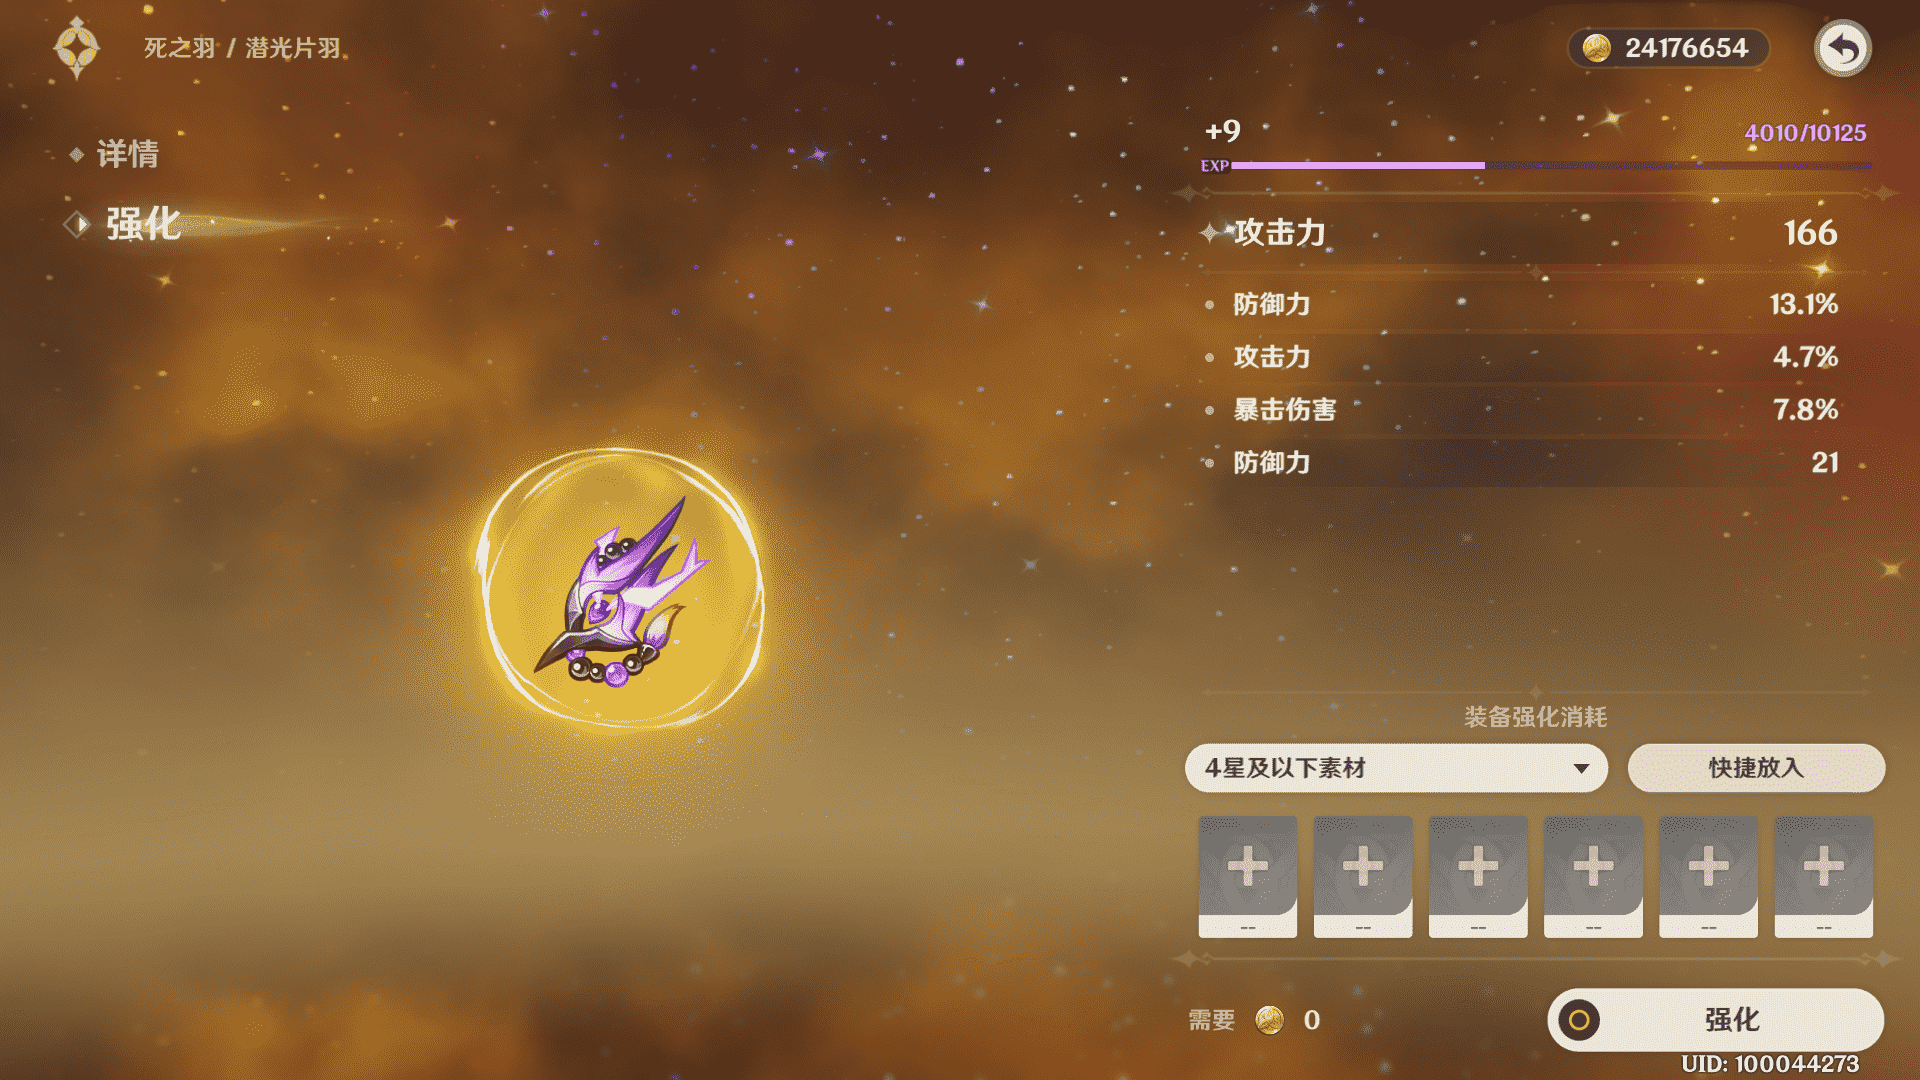 死之羽 / 潜光片羽
24176654
详情
强化
+9
4010/10125
EXP
攻击力 166
防御力 13.1%
攻击力 4.7%
暴击伤害 7.8%
防御力 21
装备强化消耗
4星及以下素材
快捷放入
-- -- -- -- -- --
需要 0
强化
UID: 100044273